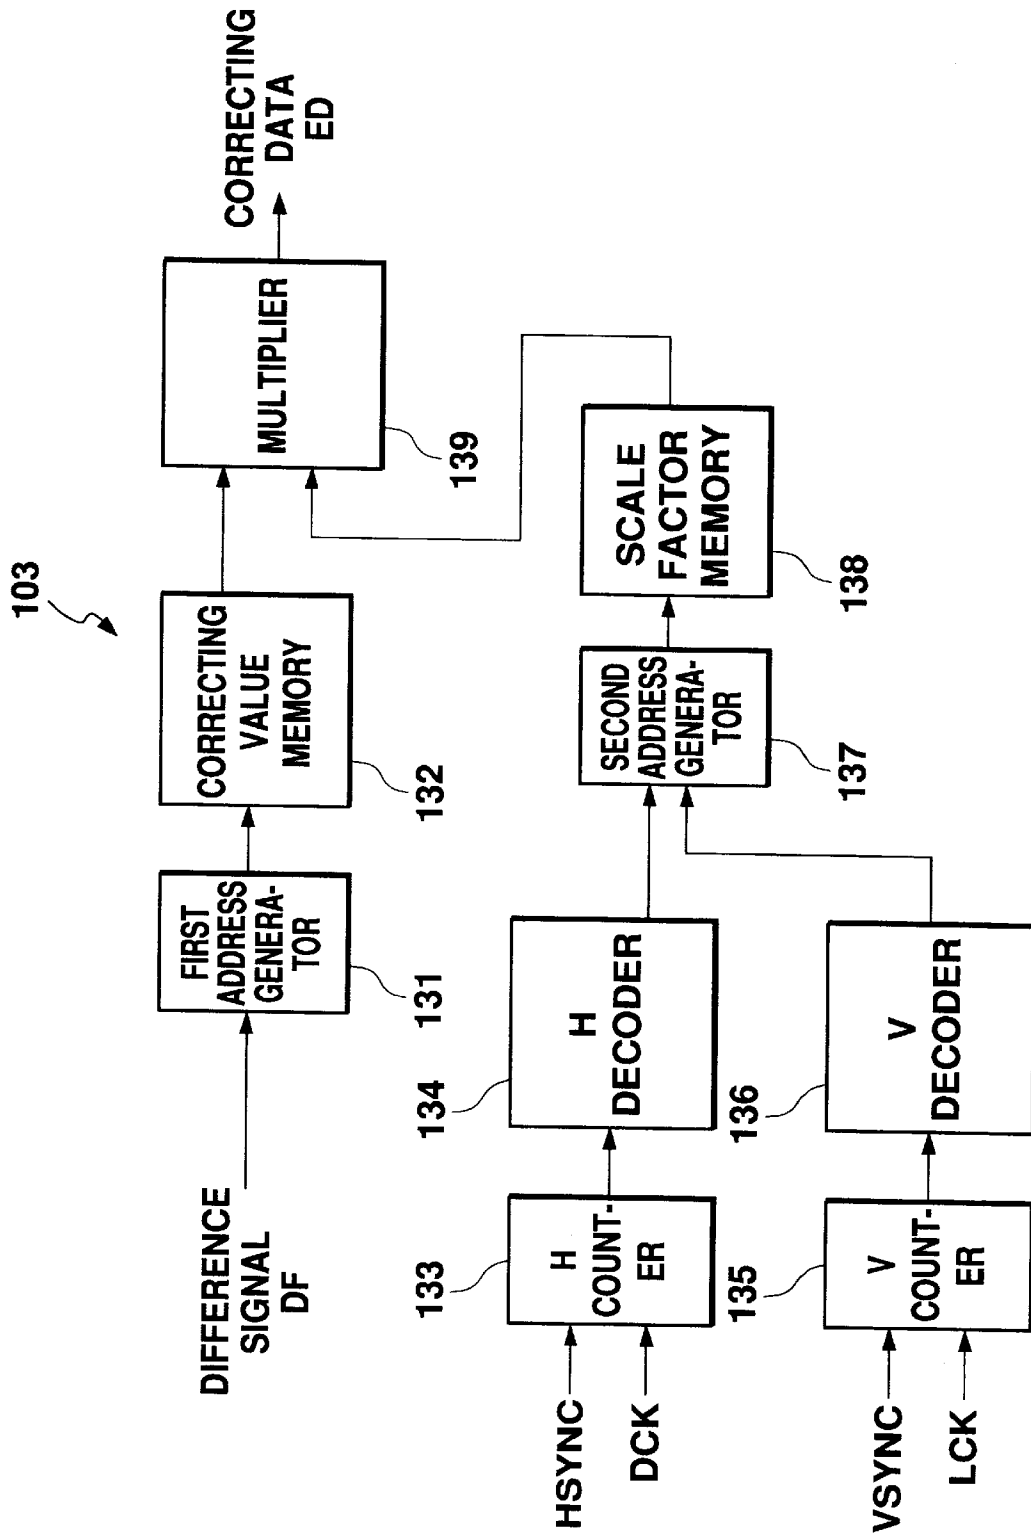 103
DIFFERENCE
SIGNAL
DF
FIRST
ADDRESS
GENERA-
TOR
131
CORRECTING
VALUE
MEMORY
132
MULTIPLIER
139
CORRECTING
DATA
ED
HSYNC
DCK
H
COUNT-
ER
133
H
DECODER
134
VSYNC
LCK
V
COUNT-
ER
135
V
DECODER
136
SECOND
ADDRESS
GENERA-
TOR
137
SCALE
FACTOR
MEMORY
138